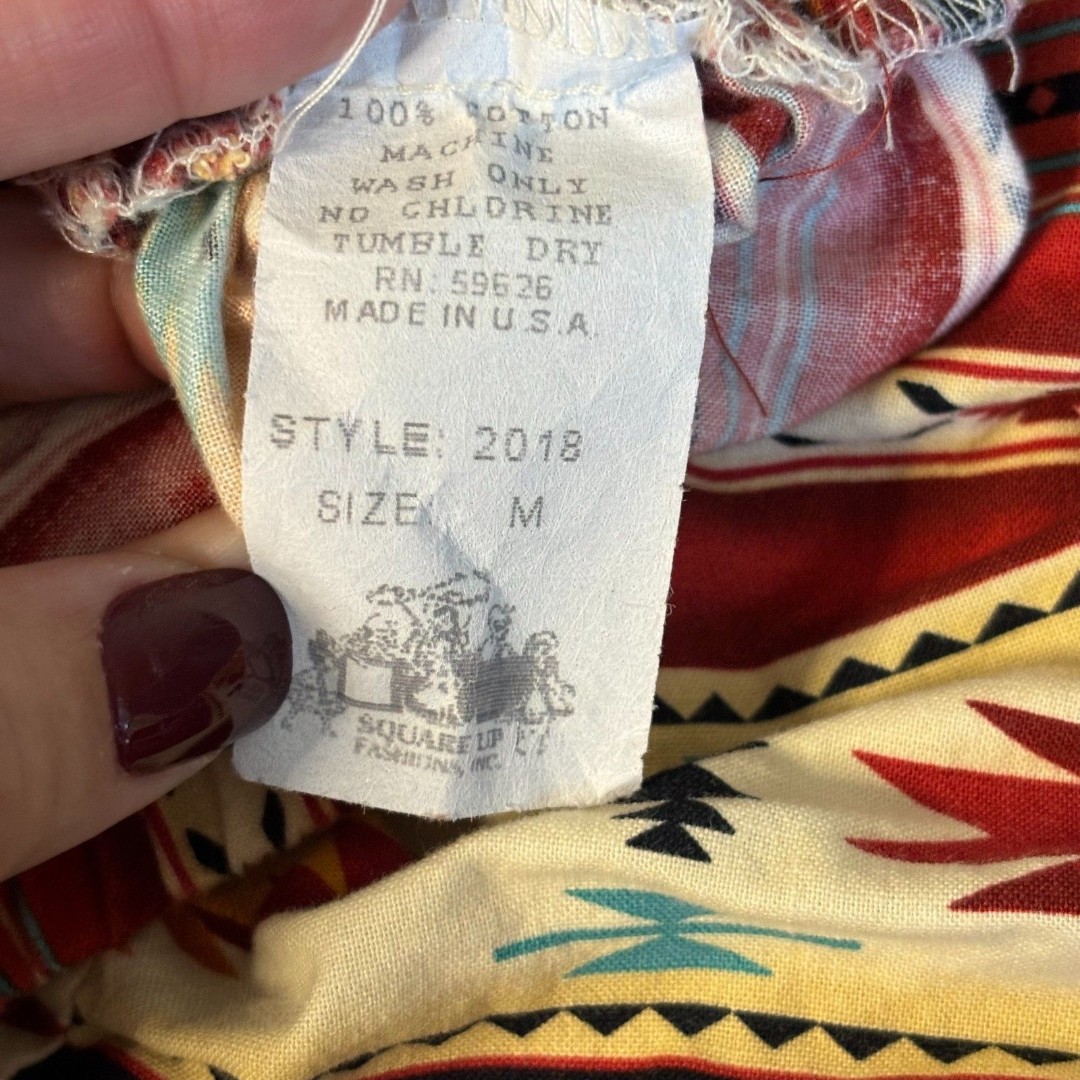 100% COTTON
MACHINE
WASH ONLY
NO CHLORINE
TUMBLE DRY
RN: 59626
MADE IN U.S.A.
STYLE: 2018
SIZE: M
SQUARE UP
FASHIONS, INC.